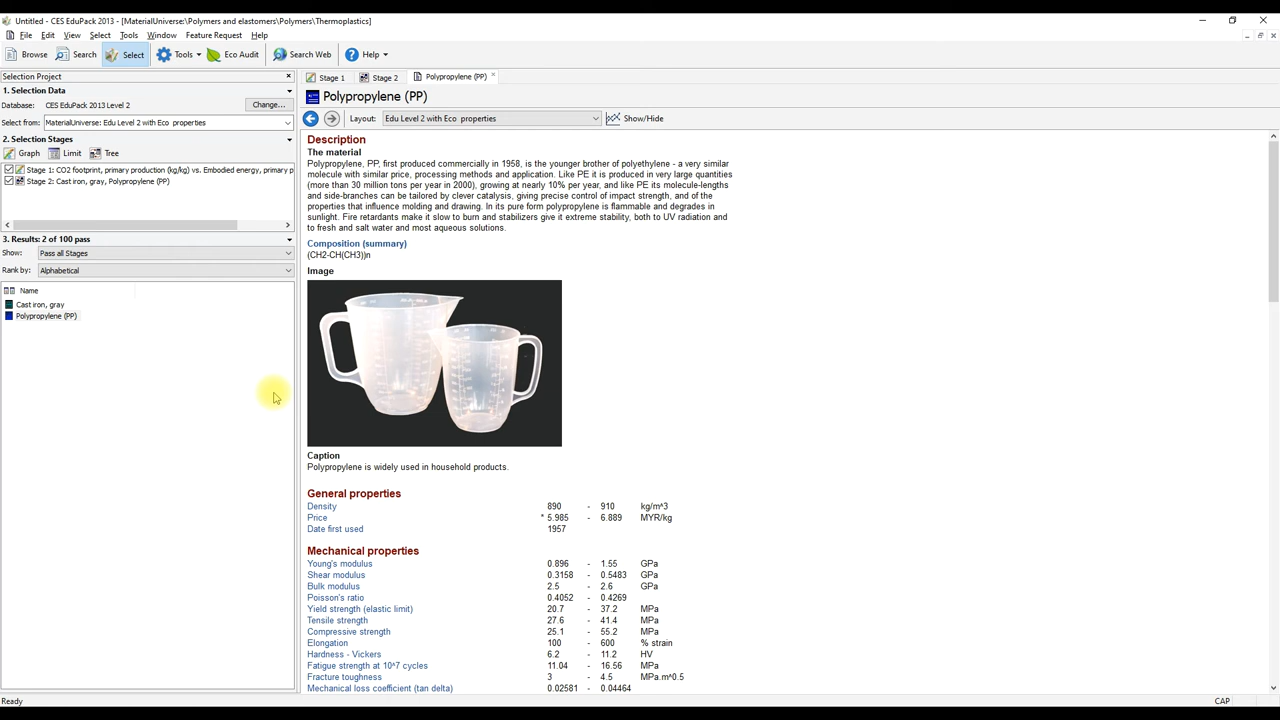 Untitled - CES EduPack 2013 - [MaterialUniverse:\Polymers and elastomers\Polymers\Thermoplastics]
File Edit View Select Tools Window Feature Request Help
Browse Search Select Tools Eco Audit Search Web Help
Selection Project
1. Selection Data
Database: CES EduPack 2013 Level 2 Change...
Select from: MaterialUniverse: Edu Level 2 with Eco properties
2. Selection Stages
Graph Limit Tree
Stage 1: CO2 footprint, primary production (kg/kg) vs. Embodied energy, primary p
Stage 2: Cast iron, gray, Polypropylene (PP)
3. Results: 2 of 100 pass
Show: Pass all Stages
Rank by: Alphabetical
Name
Cast iron, gray
Polypropylene (PP)
Stage 1 Stage 2 Polypropylene (PP)
Polypropylene (PP)
Layout: Edu Level 2 with Eco properties Show/Hide
Description
The material
Polypropylene, PP, first produced commercially in 1958, is the younger brother of polyethylene - a very similar
molecule with similar price, processing methods and application. Like PE it is produced in very large quantities
(more than 30 million tons per year in 2000), growing at nearly 10% per year, and like PE its molecule-lengths
and side-branches can be tailored by clever catalysis, giving precise control of impact strength, and of the
properties that influence molding and drawing. In its pure form polypropylene is flammable and degrades in
sunlight. Fire retardants make it slow to burn and stabilizers give it extreme stability, both to UV radiation and
to fresh and salt water and most aqueous solutions.
Composition (summary)
(CH2-CH(CH3))n
Image
Caption
Polypropylene is widely used in household products.
General properties
Density 890 - 910 kg/m^3
Price * 5.985 - 6.889 MYR/kg
Date first used 1957
Mechanical properties
Young's modulus 0.896 - 1.55 GPa
Shear modulus 0.3158 - 0.5483 GPa
Bulk modulus 2.5 - 2.6 GPa
Poisson's ratio 0.4052 - 0.4269
Yield strength (elastic limit) 20.7 - 37.2 MPa
Tensile strength 27.6 - 41.4 MPa
Compressive strength 25.1 - 55.2 MPa
Elongation 100 - 600 % strain
Hardness - Vickers 6.2 - 11.2 HV
Fatigue strength at 10^7 cycles 11.04 - 16.56 MPa
Fracture toughness 3 - 4.5 MPa.m^0.5
Mechanical loss coefficient (tan delta) 0.02581 - 0.04464
Ready CAP